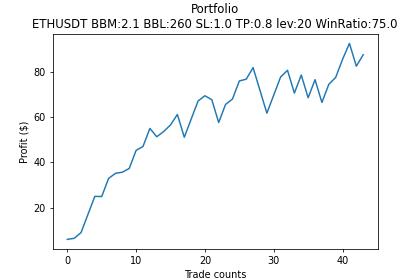 Portfolio
ETHUSDT BBM:2.1 BBL:260 SL:1.0 TP:0.8 lev:20 WinRatio:75.0
80
60
40
20
Profit ($)
0 10 20 30 40
Trade counts